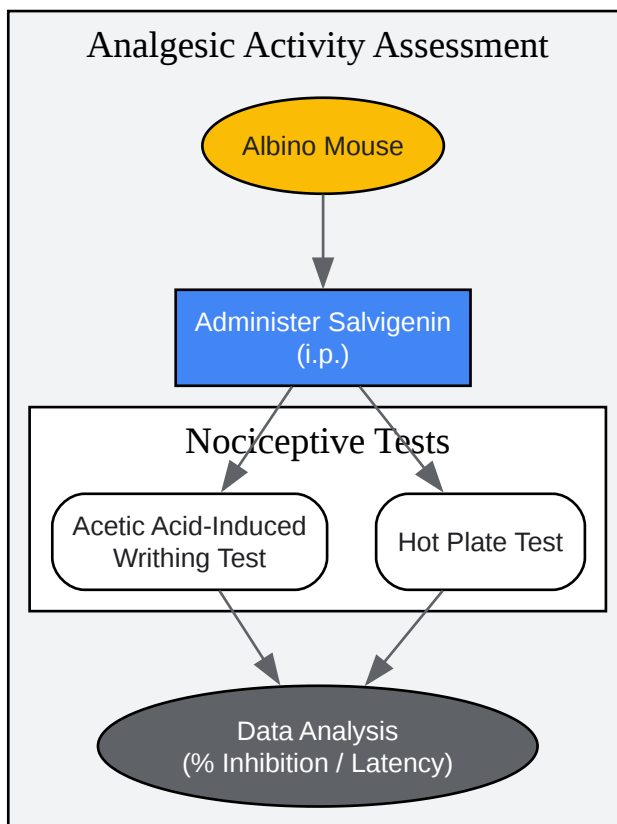 Analgesic Activity Assessment
Albino Mouse
Administer Salvigenin
(i.p.)
Nociceptive Tests
Acetic Acid-Induced
Writhing Test
Hot Plate Test
Data Analysis
(% Inhibition / Latency)